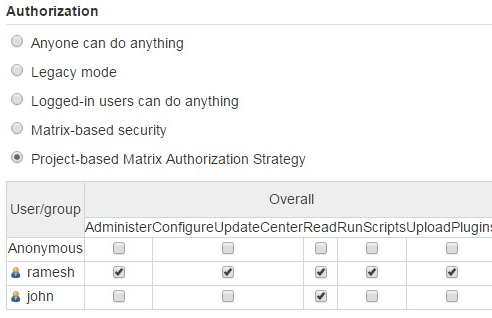 Authorization
Anyone can do anything
Legacy mode
Logged-in users can do anything
Matrix-based security
Project-based Matrix Authorization Strategy
User/group Overall
Administer ConfigureUpdateCenter Read RunScripts UploadPlugins
Anonymous
ramesh
john